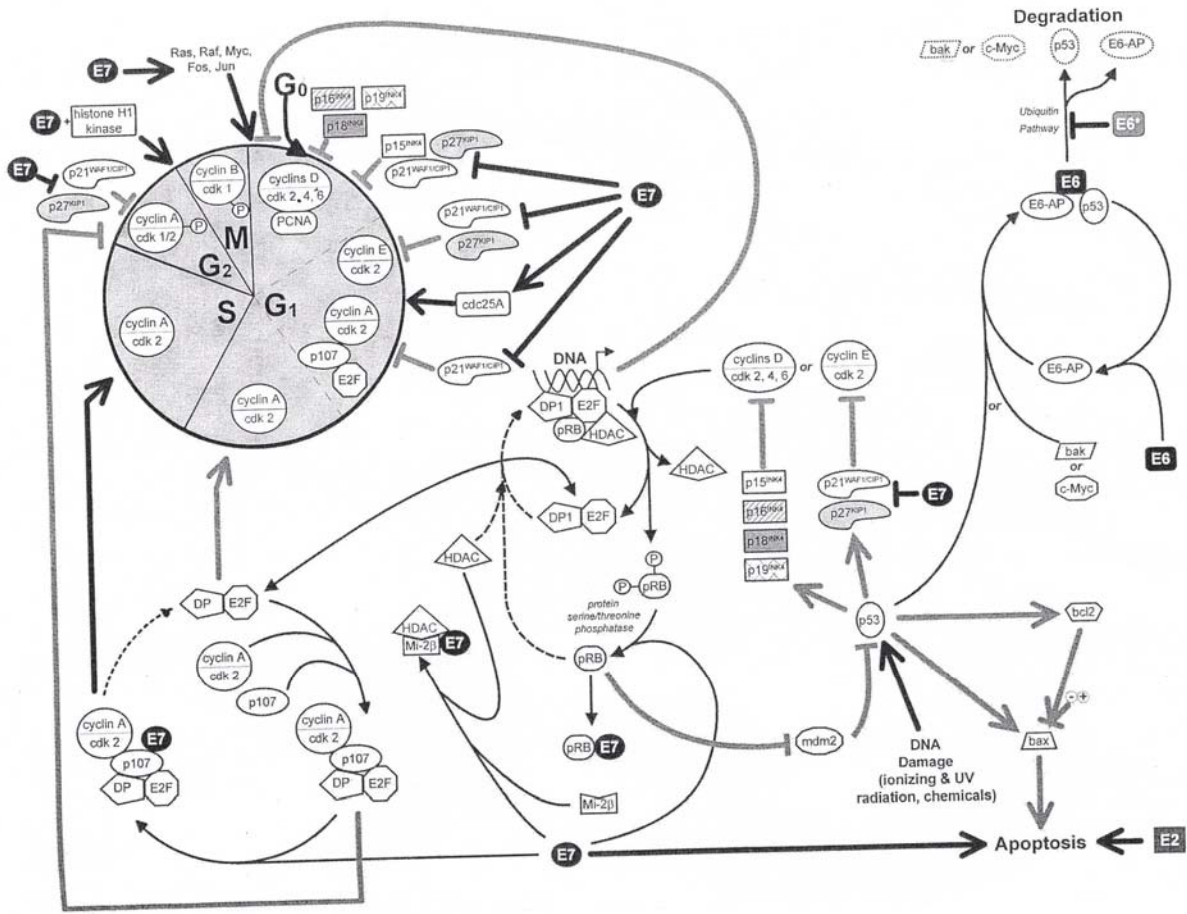 Degradation
bak or c-Myc p53 E6-AP
Ubiquitin
Pathway
E6*
E6
E6-AP p53
E6-AP
or
bak
or
c-Myc
E6
E7
Ras, Raf, Myc,
Fos, Jun
E7 + histone H1
kinase
E7
p21WAF1/CIP1
p27KIP1
G0
p16INK4 p19INK4
p18INK4
p15INK4 p27KIP1
p21WAF1/CIP1
E7
p21WAF1/CIP1
p27KIP1
cdc25A
p21WAF1/CIP1
cyclin B
cdk 1
P
cyclins D
cdk 2, 4, 6
PCNA
cyclin A
cdk 1/2
P
M
G2
S
G1
cyclin E
cdk 2
cyclin A
cdk 2
p107
E2F
cyclin A
cdk 2
cyclin A
cdk 2
DNA
DP1 E2F
pRB HDAC
HDAC
cyclins D
cdk 2, 4, 6
or
cyclin E
cdk 2
p15INK4
p16INK4
p18INK4
p19INK4
p21WAF1/CIP1
p27KIP1
E7
DP1 E2F
HDAC
P
P pRB
protein
serine/threonine
phosphatase
pRB
pRB E7
HDAC
Mi-2β E7
Mi-2β
DP E2F
cyclin A
cdk 2
p107
cyclin A
cdk 2
p107
DP E2F
cyclin A
cdk 2
E7
p107
DP E2F
p53
bcl2
- +
bax
mdm2
DNA
Damage
(ionizing & UV
radiation, chemicals)
E7
Apoptosis
E2